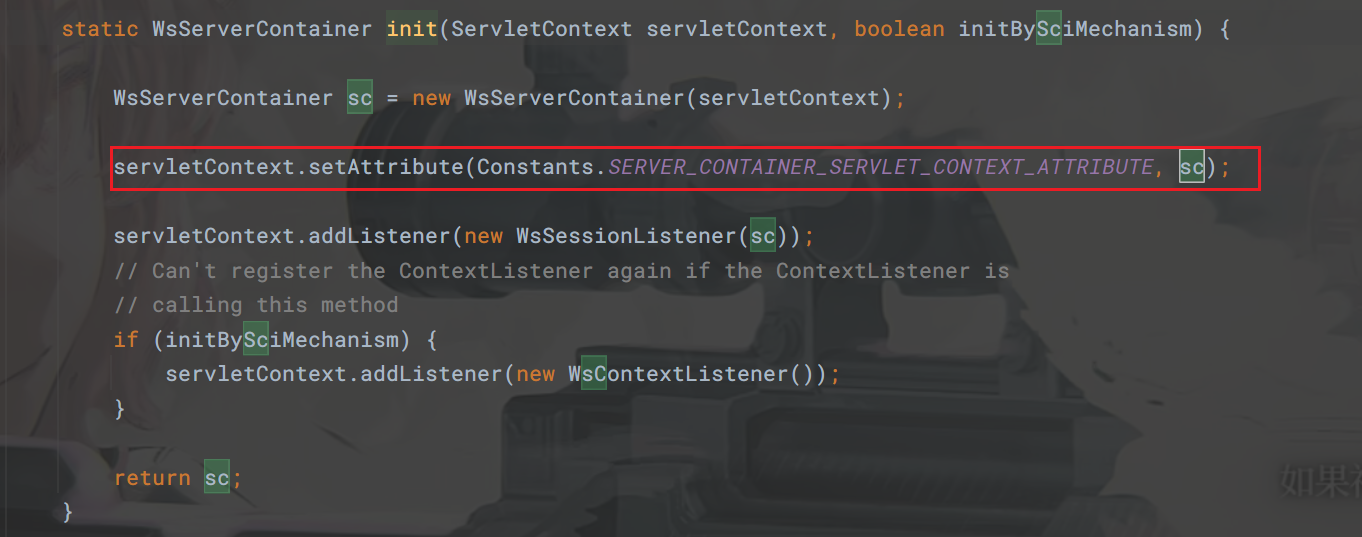 static WsServerContainer init(ServletContext servletContext, boolean initBySciMechanism) {
WsServerContainer sc = new WsServerContainer(servletContext);
servletContext.setAttribute(Constants.SERVER_CONTAINER_SERVLET_CONTEXT_ATTRIBUTE, sc);
servletContext.addListener(new WsSessionListener(sc));
// Can't register the ContextListener again if the ContextListener is
// calling this method
if (initBySciMechanism) {
servletContext.addListener(new WsContextListener());
}
return sc;
如果
}